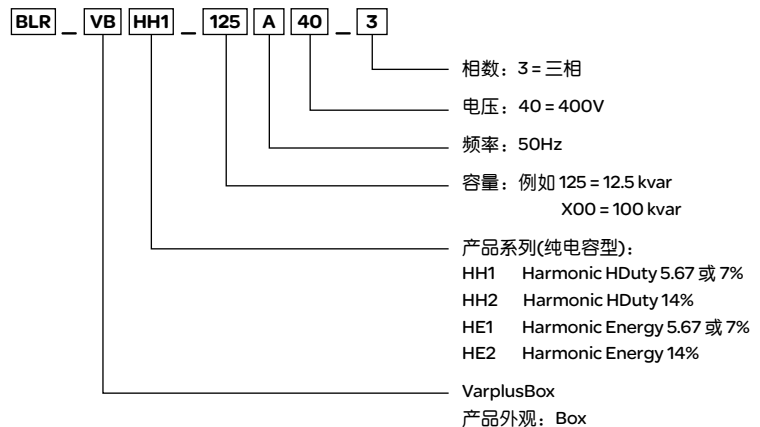 BLR _ VB HH1 _ 125 A 40 _ 3
相数：3 = 三相
电压：40 = 400V
频率：50Hz
容量：例如 125 = 12.5 kvar
X00 = 100 kvar
产品系列(纯电容型)：
HH1 Harmonic HDuty 5.67 或 7%
HH2 Harmonic HDuty 14%
HE1 Harmonic Energy 5.67 或 7%
HE2 Harmonic Energy 14%
VarplusBox
产品外观：Box